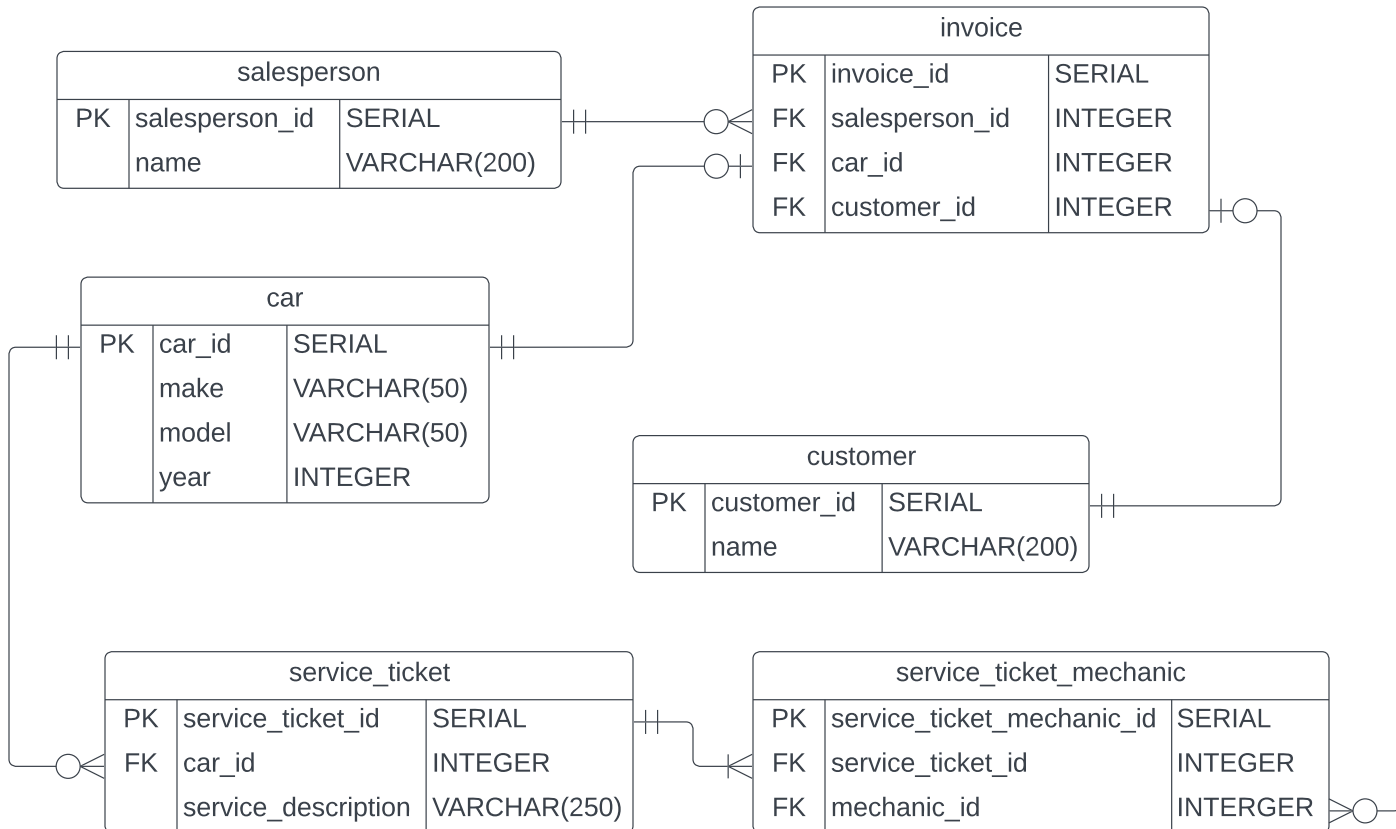 salesperson
PK salesperson_id SERIAL
name VARCHAR(200)
invoice
PK invoice_id SERIAL
FK salesperson_id INTEGER
FK car_id INTEGER
FK customer_id INTEGER
car
PK car_id SERIAL
make VARCHAR(50)
model VARCHAR(50)
year INTEGER
customer
PK customer_id SERIAL
name VARCHAR(200)
service_ticket
PK service_ticket_id SERIAL
FK car_id INTEGER
service_description VARCHAR(250)
service_ticket_mechanic
PK service_ticket_mechanic_id SERIAL
FK service_ticket_id INTEGER
FK mechanic_id INTERGER